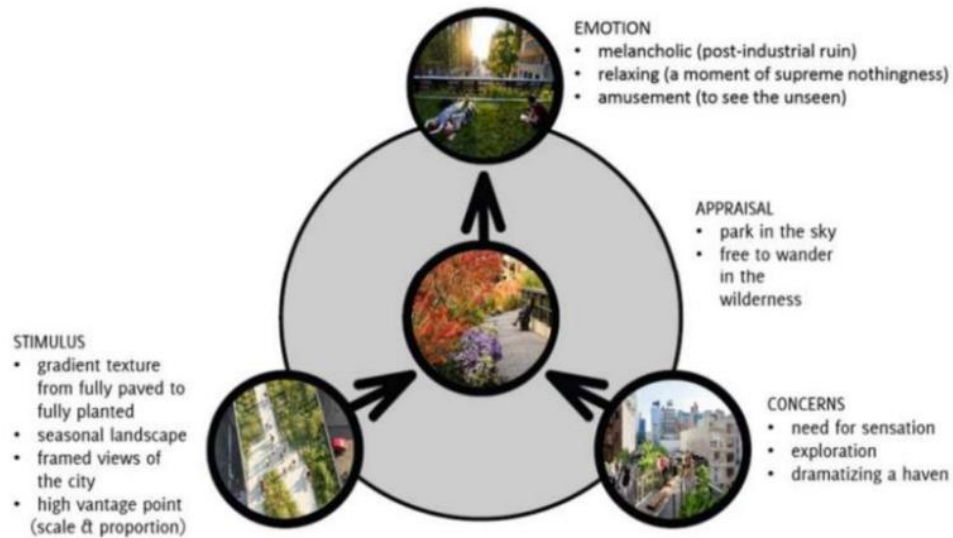 EMOTION
• melancholic (post-industrial ruin)
• relaxing (a moment of supreme nothingness)
• amusement (to see the unseen)
APPRAISAL
• park in the sky
• free to wander
in the
wilderness
STIMULUS
• gradient texture
from fully paved to
fully planted
• seasonal landscape
• framed views of
the city
• high vantage point
(scale & proportion)
CONCERNS
• need for sensation
• exploration
• dramatizing a haven